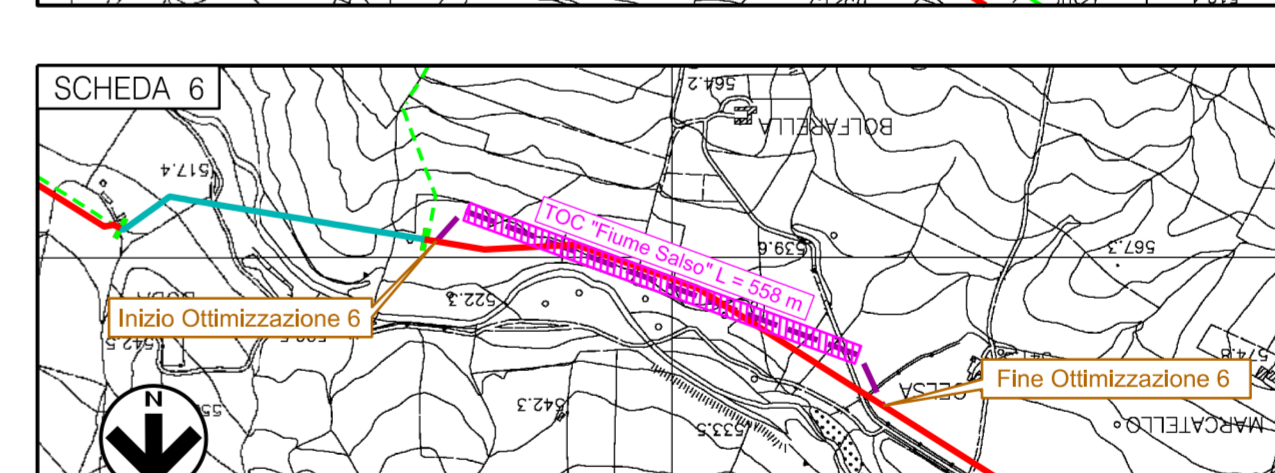 SCHEDA 6
564.2
BOLFARELLA
517.4
TOC "Fiume Salso" L = 558 m
539.6
567.3
522.3
Inizio Ottimizzazione 6
542.5
574.8
Fine Ottimizzazione 6
542.3
533.5
MARCATELLO
N